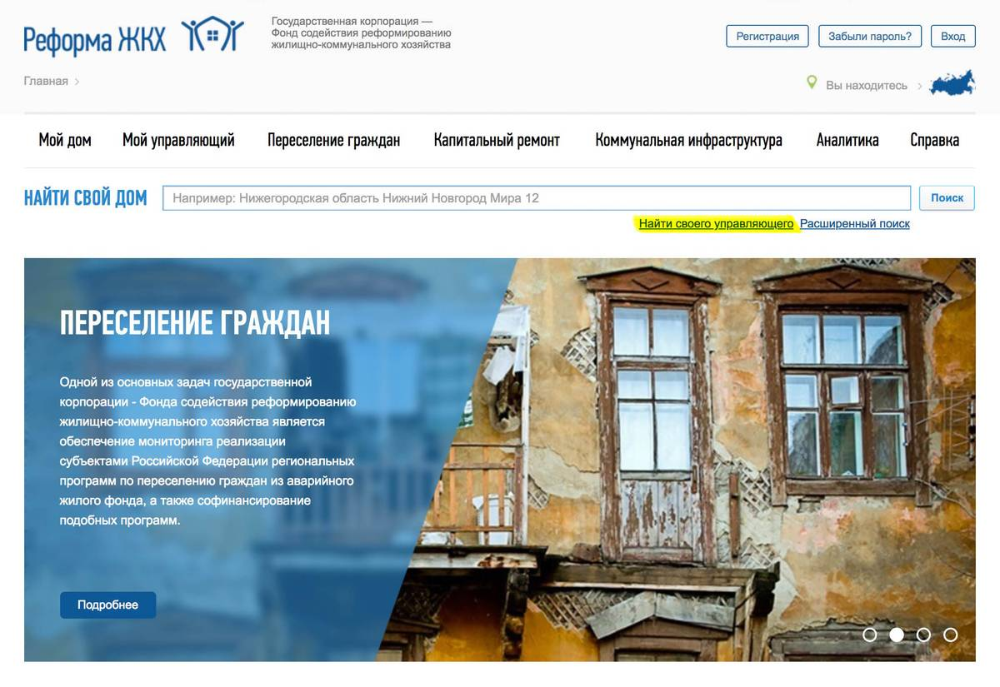 Реформа ЖКХ
Государственная корпорация —
Фонд содействия реформированию
жилищно-коммунального хозяйства
Регистрация
Забыли пароль?
Вход
Главная
Вы находитесь
Мой дом
Мой управляющий
Переселение граждан
Капитальный ремонт
Коммунальная инфраструктура
Аналитика
Справка
НАЙТИ СВОЙ ДОМ
Например: Нижегородская область Нижний Новгород Мира 12
Поиск
Найти своего управляющего
Расширенный поиск
ПЕРЕСЕЛЕНИЕ ГРАЖДАН
Одной из основных задач государственной
корпорации - Фонда содействия реформированию
жилищно-коммунального хозяйства является
обеспечение мониторинга реализации
субъектами Российской Федерации региональных
программ по переселению граждан из аварийного
жилого фонда, а также софинансирование
подобных программ.
Подробнее